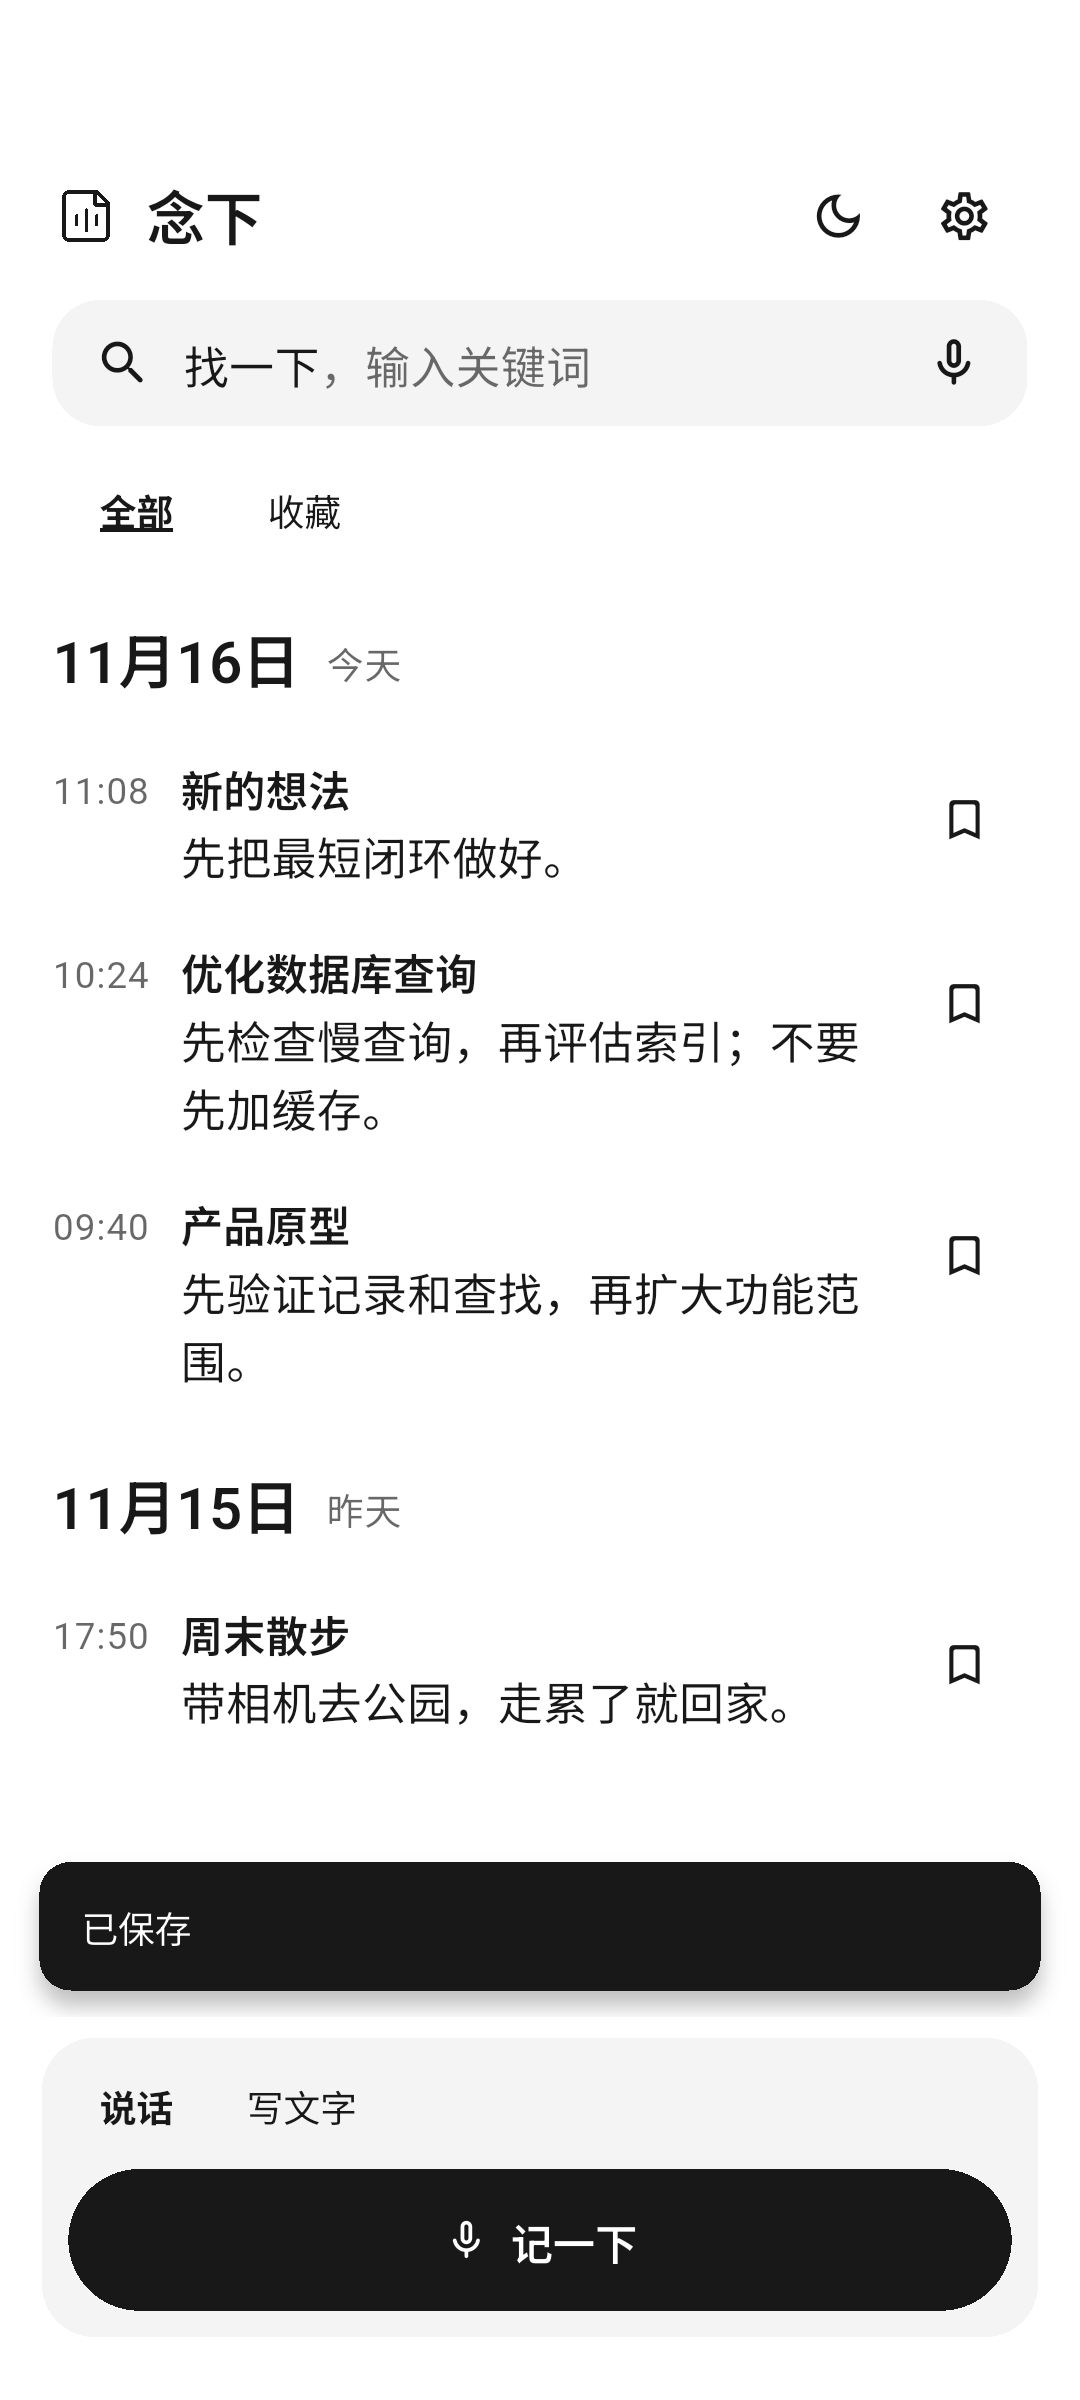 念下
找一下，输入关键词
全部 收藏
11月16日 今天
11:08 新的想法
先把最短闭环做好。
10:24 优化数据库查询
先检查慢查询，再评估索引；不要
先加缓存。
09:40 产品原型
先验证记录和查找，再扩大功能范
围。
11月15日 昨天
17:50 周末散步
带相机去公园，走累了就回家。
已保存
说话 写文字
记一下